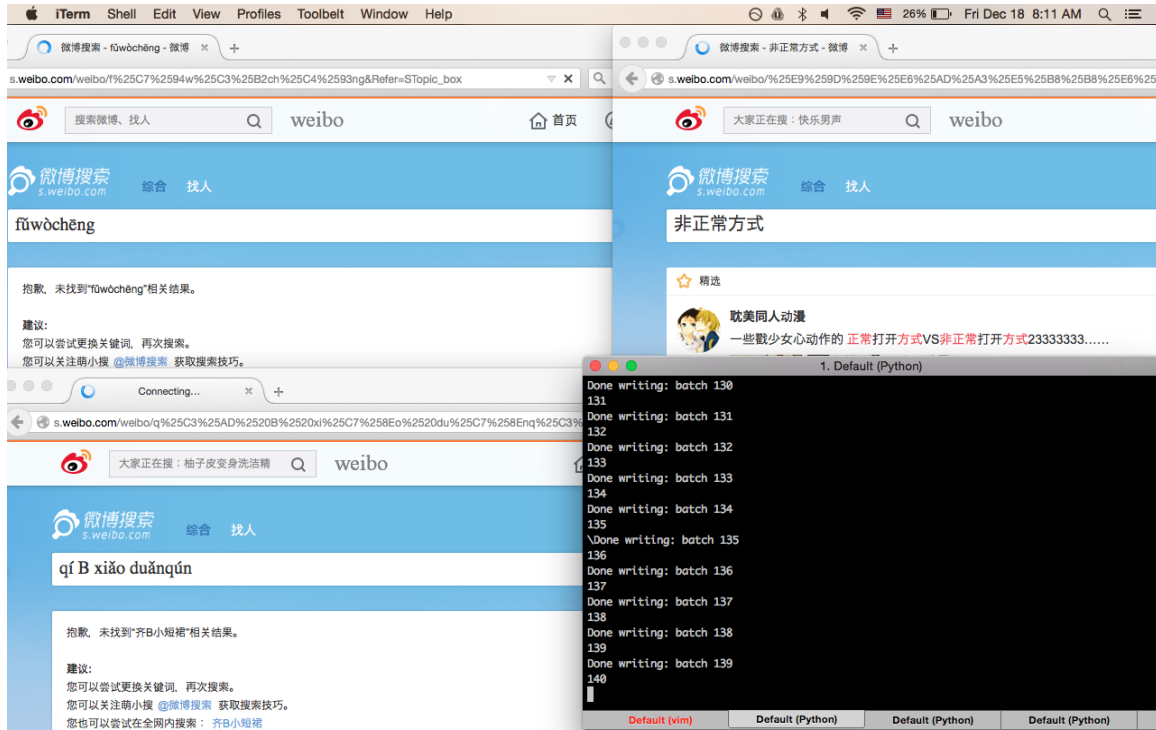 iTerm Shell Edit View Profiles Toolbelt Window Help 26% Fri Dec 18 8:11 AM
微博搜索 - fǔwòchēng - 微博
s.weibo.com/weibo/f%25C7%2594w%25C3%25B2ch%25C4%2593ng&Refer=STopic_box
搜索微博、找人 weibo 首页
微博搜索
s.weibo.com
综合 找人
fǔwòchēng
抱歉，未找到“fǔwòchēng”相关结果。
建议:
您可以尝试更换关键词，再次搜索。
您可以关注萌小搜 @微博搜索 获取搜索技巧。
微博搜索 - 非正常方式 - 微博
s.weibo.com/weibo/%25E9%259D%259E%25E6%25AD%25A3%25E5%25B8%25B8%25E6%25
大家正在搜：快乐男声 weibo
微博搜索
s.weibo.com
综合 找人
非正常方式
精选
耽美同人动漫
一些戳少女心动作的 正常打开方式VS非正常打开方式23333333......
Connecting...
s.weibo.com/weibo/q%25C3%25AD%2520B%2520xi%25C7%258Eo%2520du%25C7%258Enq%25C3%
大家正在搜：柚子皮变身洗洁精 weibo
微博搜索
s.weibo.com
综合 找人
qí B xiǎo duǎnqún
抱歉，未找到“齐B小短裙”相关结果。
建议:
您可以尝试更换关键词，再次搜索。
您可以关注萌小搜 @微博搜索 获取搜索技巧。
您也可以尝试在全网内搜索： 齐B小短裙
1. Default (Python)
Done writing: batch 130
131
Done writing: batch 131
132
Done writing: batch 132
133
Done writing: batch 133
134
Done writing: batch 134
135
\Done writing: batch 135
136
Done writing: batch 136
137
Done writing: batch 137
138
Done writing: batch 138
139
Done writing: batch 139
140
Default (vim) Default (Python) Default (Python) Default (Python)